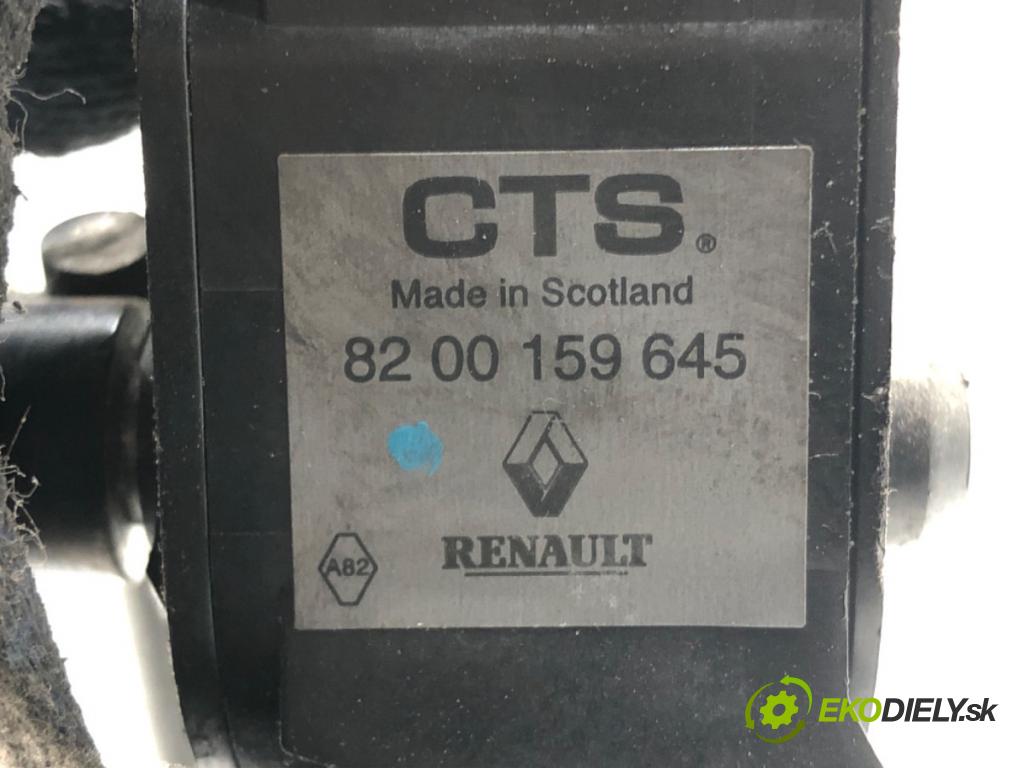 CTS®
Made in Scotland
82 00 159 645
RENAULT
A82
EKODIELY.sk